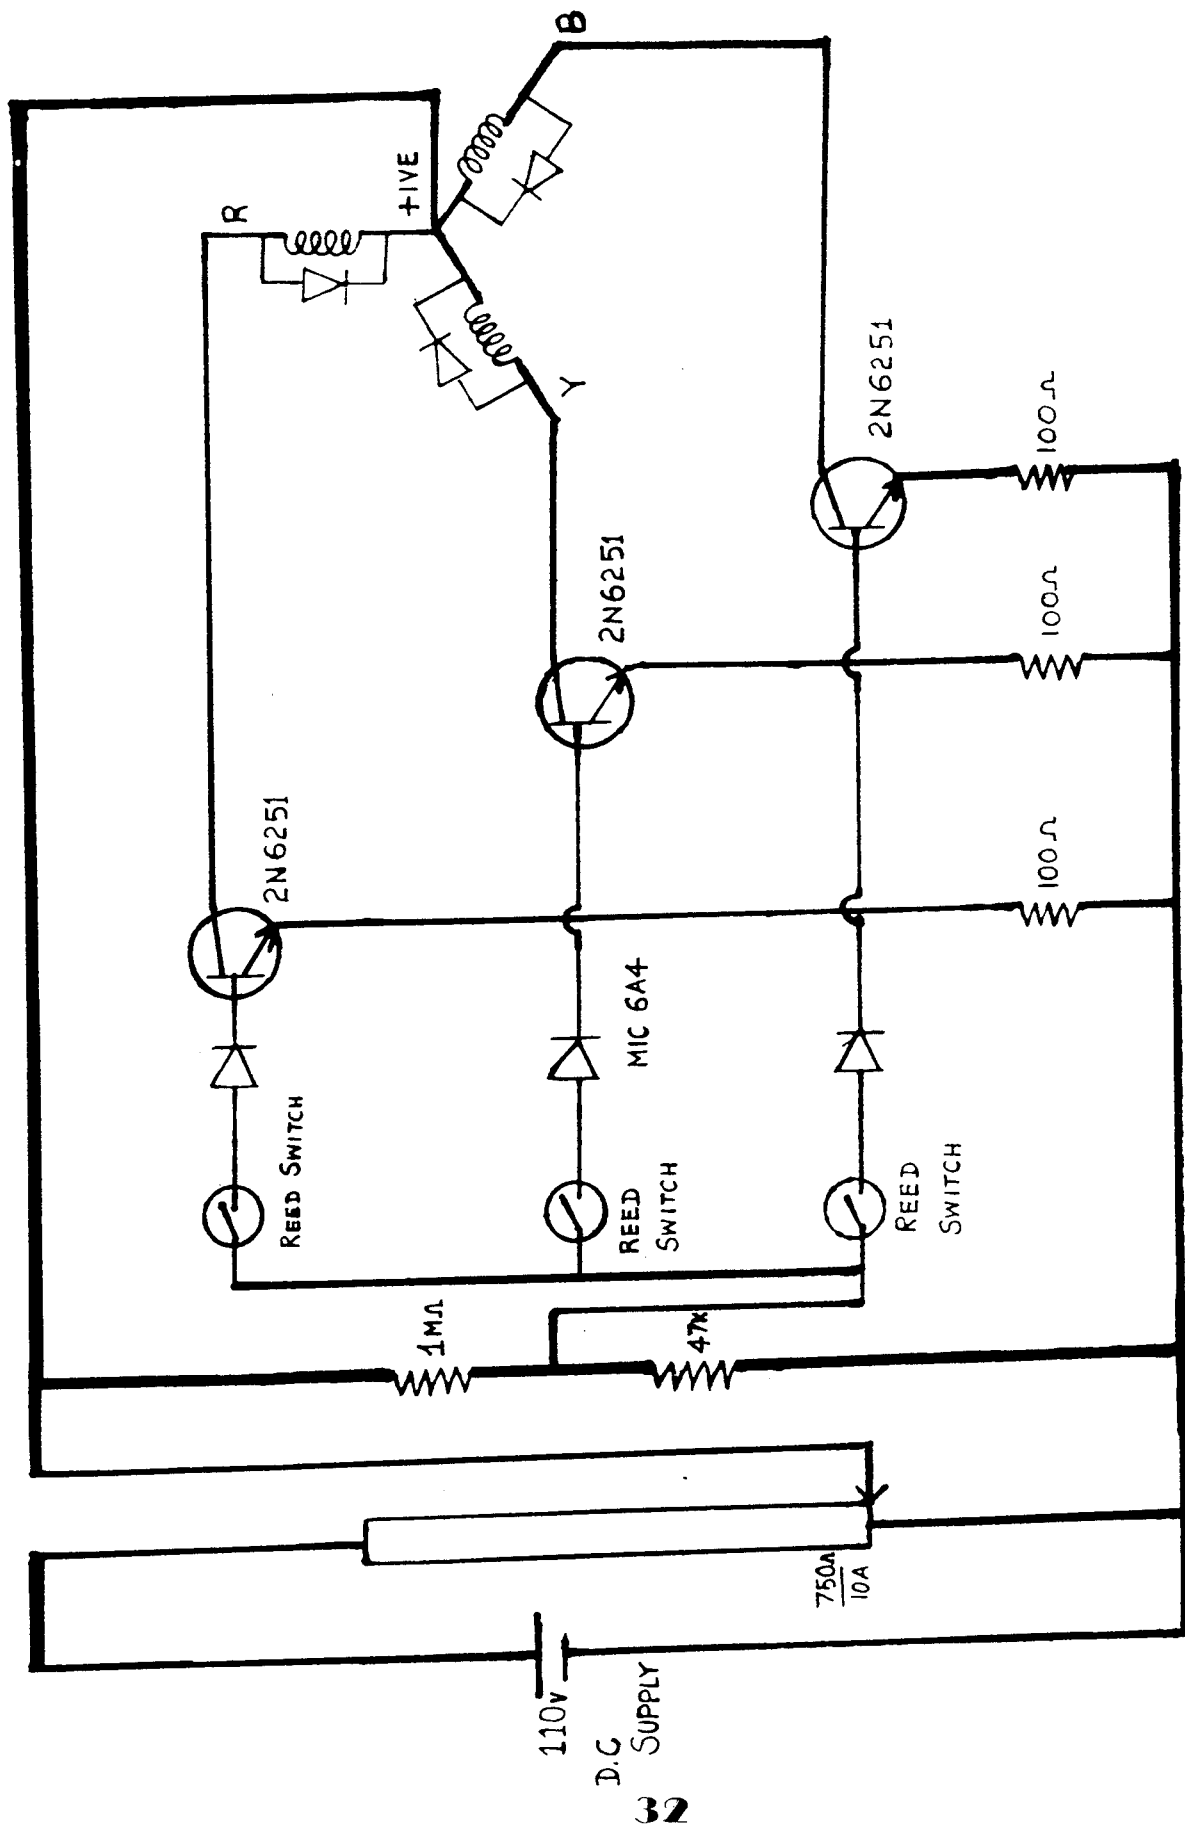 110V
D.C
SUPPLY
750Ω
10A
1MΩ
47K
REED SWITCH
REED
SWITCH
REED
SWITCH
MIC 6A4
2N6251
2N6251
2N6251
100Ω
100Ω
100Ω
R
+IVE
Y
B
32